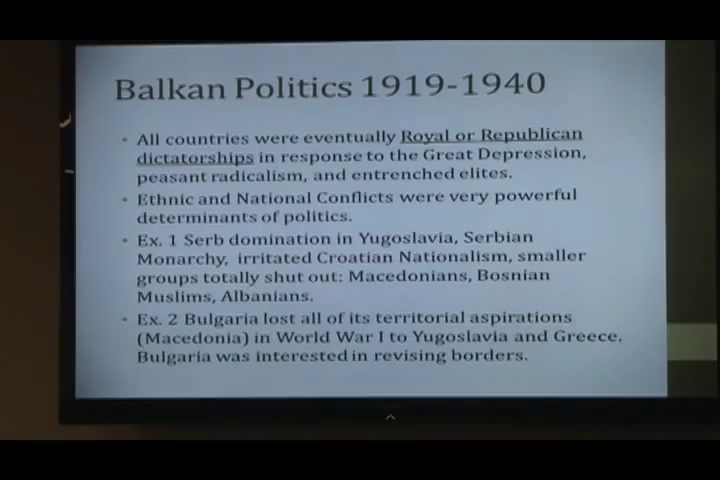 Balkan Politics 1919-1940
• All countries were eventually Royal or Republican
dictatorships in response to the Great Depression,
peasant radicalism, and entrenched elites.
• Ethnic and National Conflicts were very powerful
determinants of politics.
• Ex. 1 Serb domination in Yugoslavia, Serbian
Monarchy, irritated Croatian Nationalism, smaller
groups totally shut out: Macedonians, Bosnian
Muslims, Albanians.
• Ex. 2 Bulgaria lost all of its territorial aspirations
(Macedonia) in World War I to Yugoslavia and Greece.
Bulgaria was interested in revising borders.